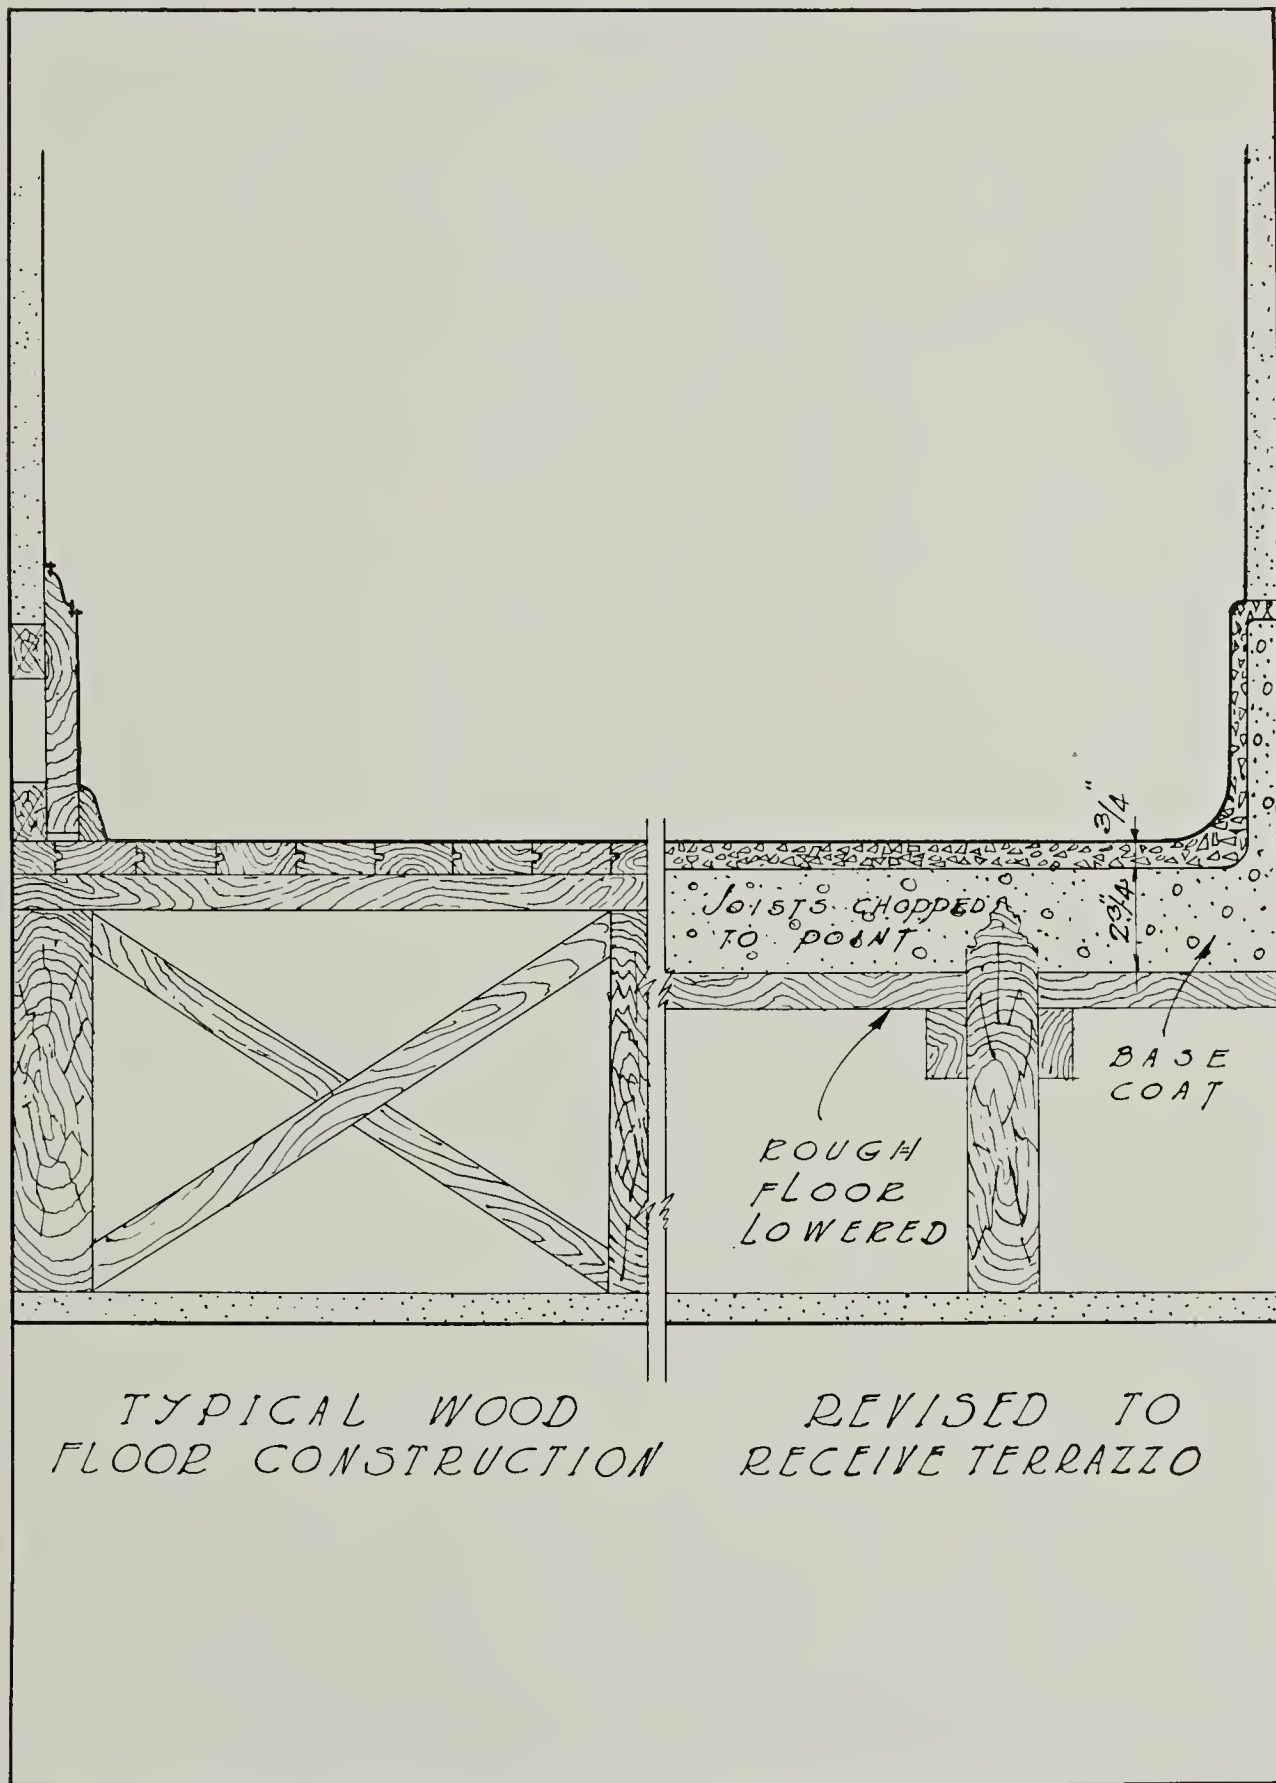 3/4"
JOISTS CHOPPED
TO POINT
2 3/4"
BASE
COAT
ROUGH
FLOOR
LOWERED
TYPICAL WOOD
FLOOR CONSTRUCTION
REVISED TO
RECEIVE TERRAZZO